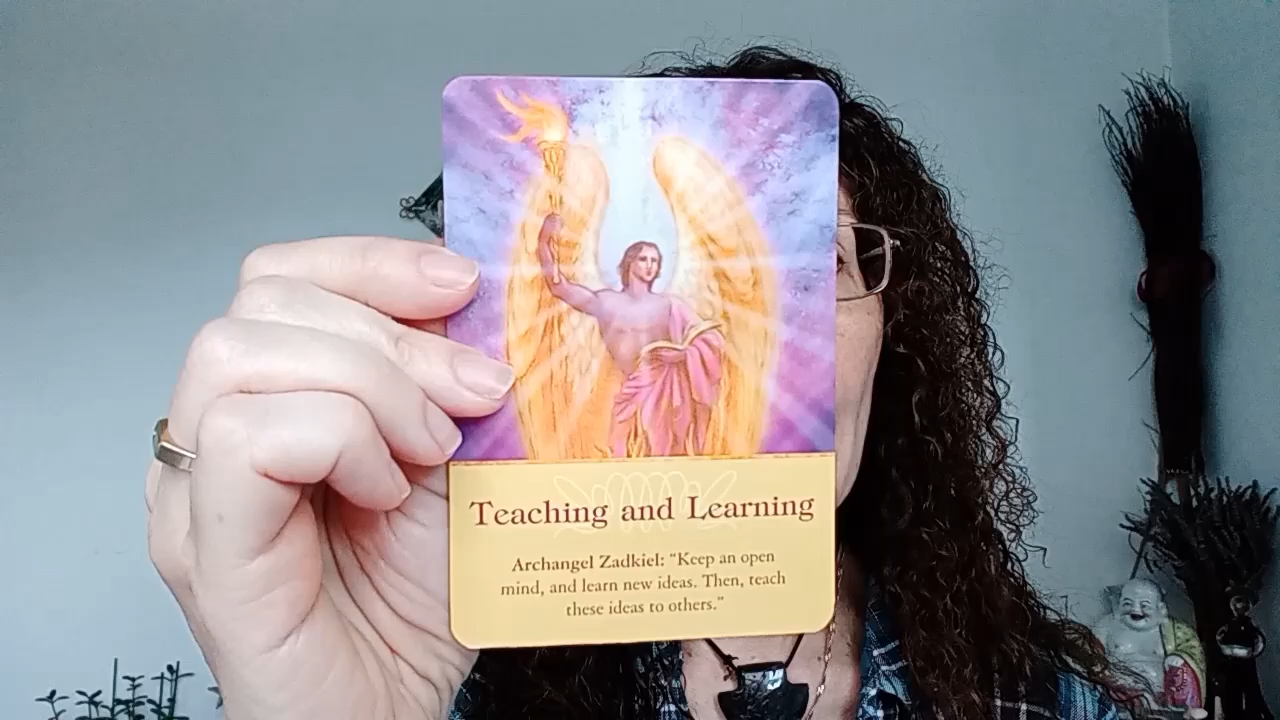 Teaching and Learning
Archangel Zadkiel: “Keep an open
mind, and learn new ideas. Then, teach
these ideas to others.”